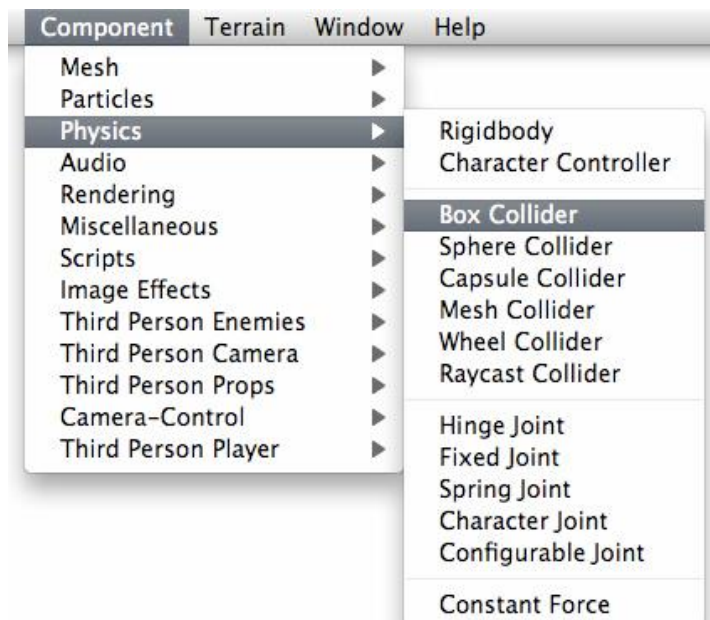 Component Terrain Window Help
Mesh
Particles
Physics
Audio
Rendering
Miscellaneous
Scripts
Image Effects
Third Person Enemies
Third Person Camera
Third Person Props
Camera-Control
Third Person Player
Rigidbody
Character Controller
Box Collider
Sphere Collider
Capsule Collider
Mesh Collider
Wheel Collider
Raycast Collider
Hinge Joint
Fixed Joint
Spring Joint
Character Joint
Configurable Joint
Constant Force